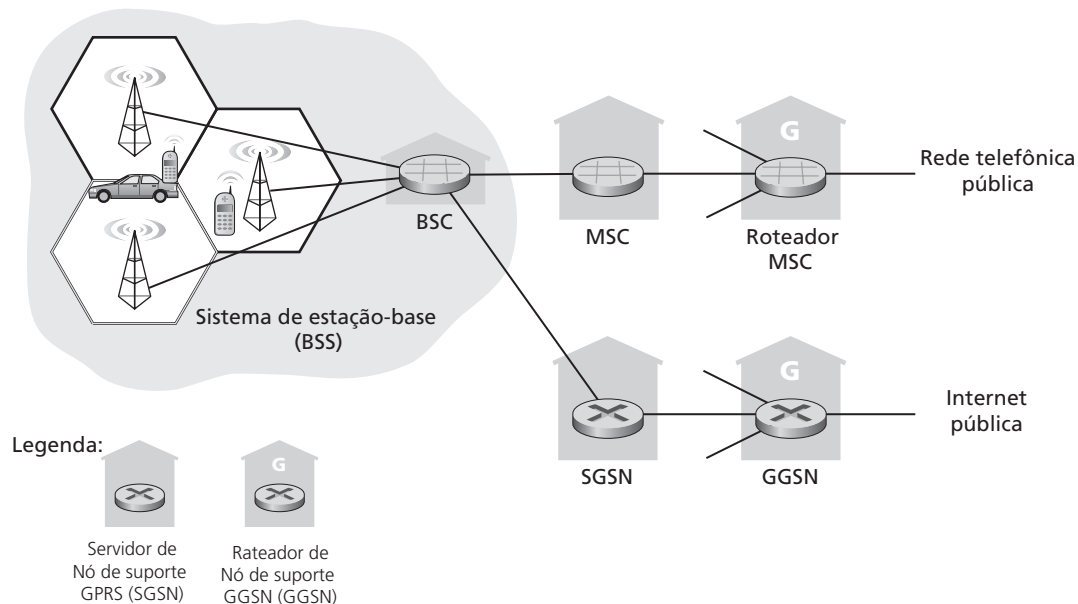 G
Rede telefônica
pública
BSC
MSC
Roteador
MSC
Sistema de estação-base
(BSS)
G
Internet
pública
SGSN
GGSN
Legenda:
G
Servidor de
Nó de suporte
GPRS (SGSN)
Rateador de
Nó de suporte
GGSN (GGSN)